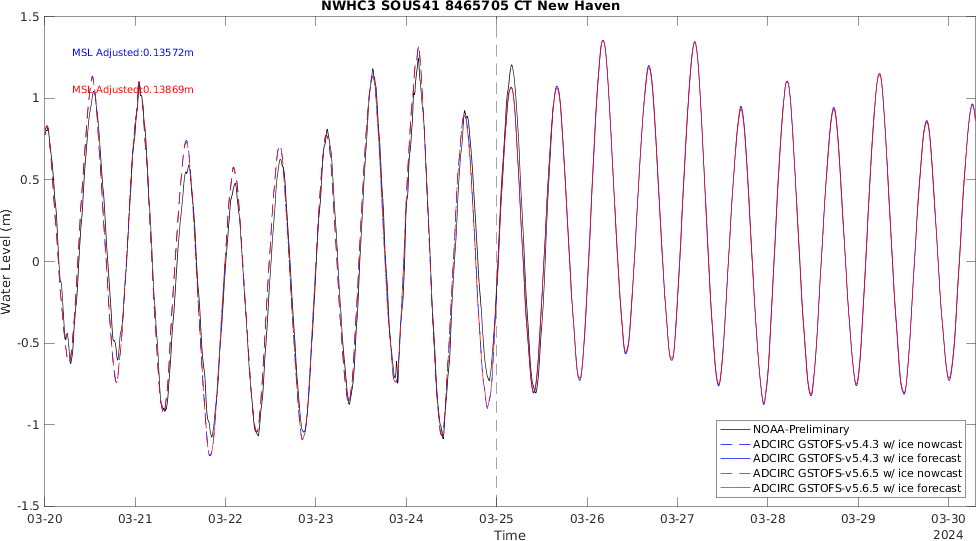 NWHC3 SOUS41 8465705 CT New Haven
1.5
1
0.5
0
-0.5
-1
-1.5
Water Level (m)
MSL Adjusted:0.13572m
MSL Adjusted:0.13869m
NOAA-Preliminary
ADCIRC GSTOFS-v5.4.3 w/ ice nowcast
ADCIRC GSTOFS-v5.4.3 w/ ice forecast
ADCIRC GSTOFS-v5.6.5 w/ ice nowcast
ADCIRC GSTOFS-v5.6.5 w/ ice forecast
03-20 03-21 03-22 03-23 03-24 03-25 03-26 03-27 03-28 03-29 03-30
2024
Time